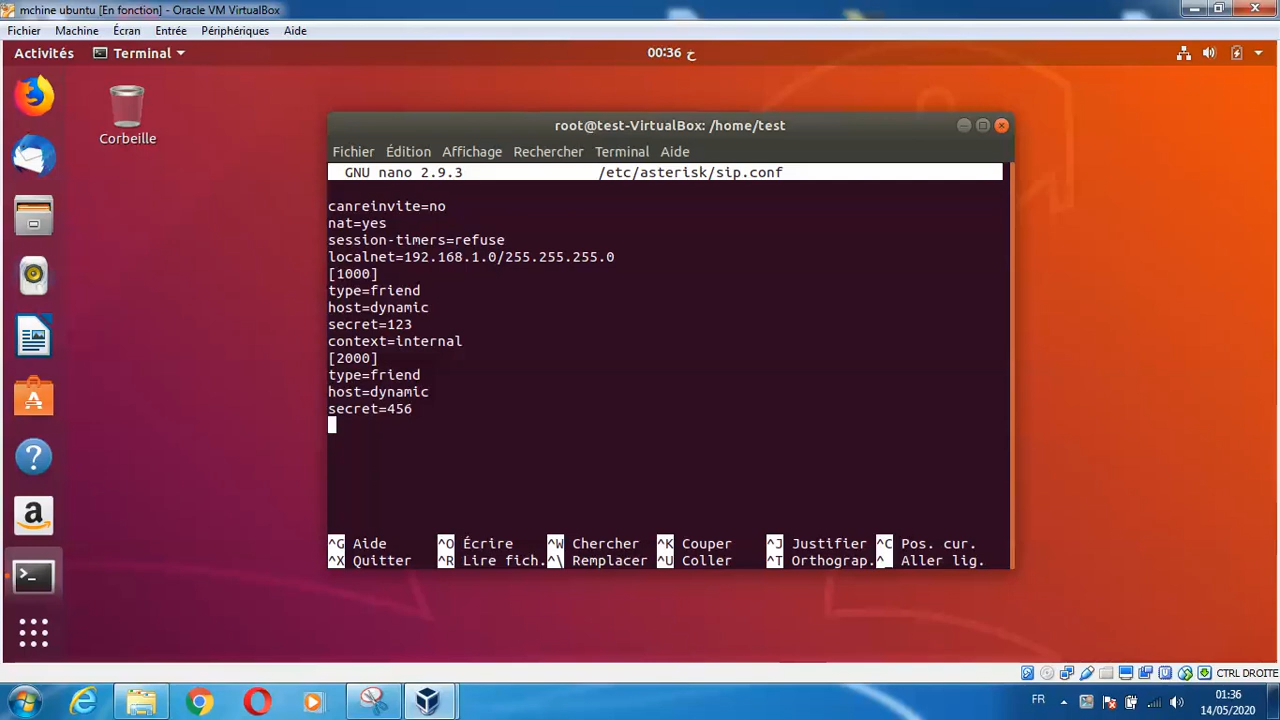 mchine ubuntu [En fonction] - Oracle VM VirtualBox
Fichier Machine Écran Entrée Périphériques Aide
Activités Terminal 00:36 خ
Corbeille
root@test-VirtualBox: /home/test
Fichier Édition Affichage Rechercher Terminal Aide
GNU nano 2.9.3 /etc/asterisk/sip.conf
canreinvite=no
nat=yes
session-timers=refuse
localnet=192.168.1.0/255.255.255.0
[1000]
type=friend
host=dynamic
secret=123
context=internal
[2000]
type=friend
host=dynamic
secret=456
^G Aide ^O Écrire ^W Chercher ^K Couper ^J Justifier ^C Pos. cur.
^X Quitter ^R Lire fich. ^\ Remplacer ^U Coller ^T Orthograp. ^_ Aller lig.
CTRL DROITE
FR 01:36
14/05/2020